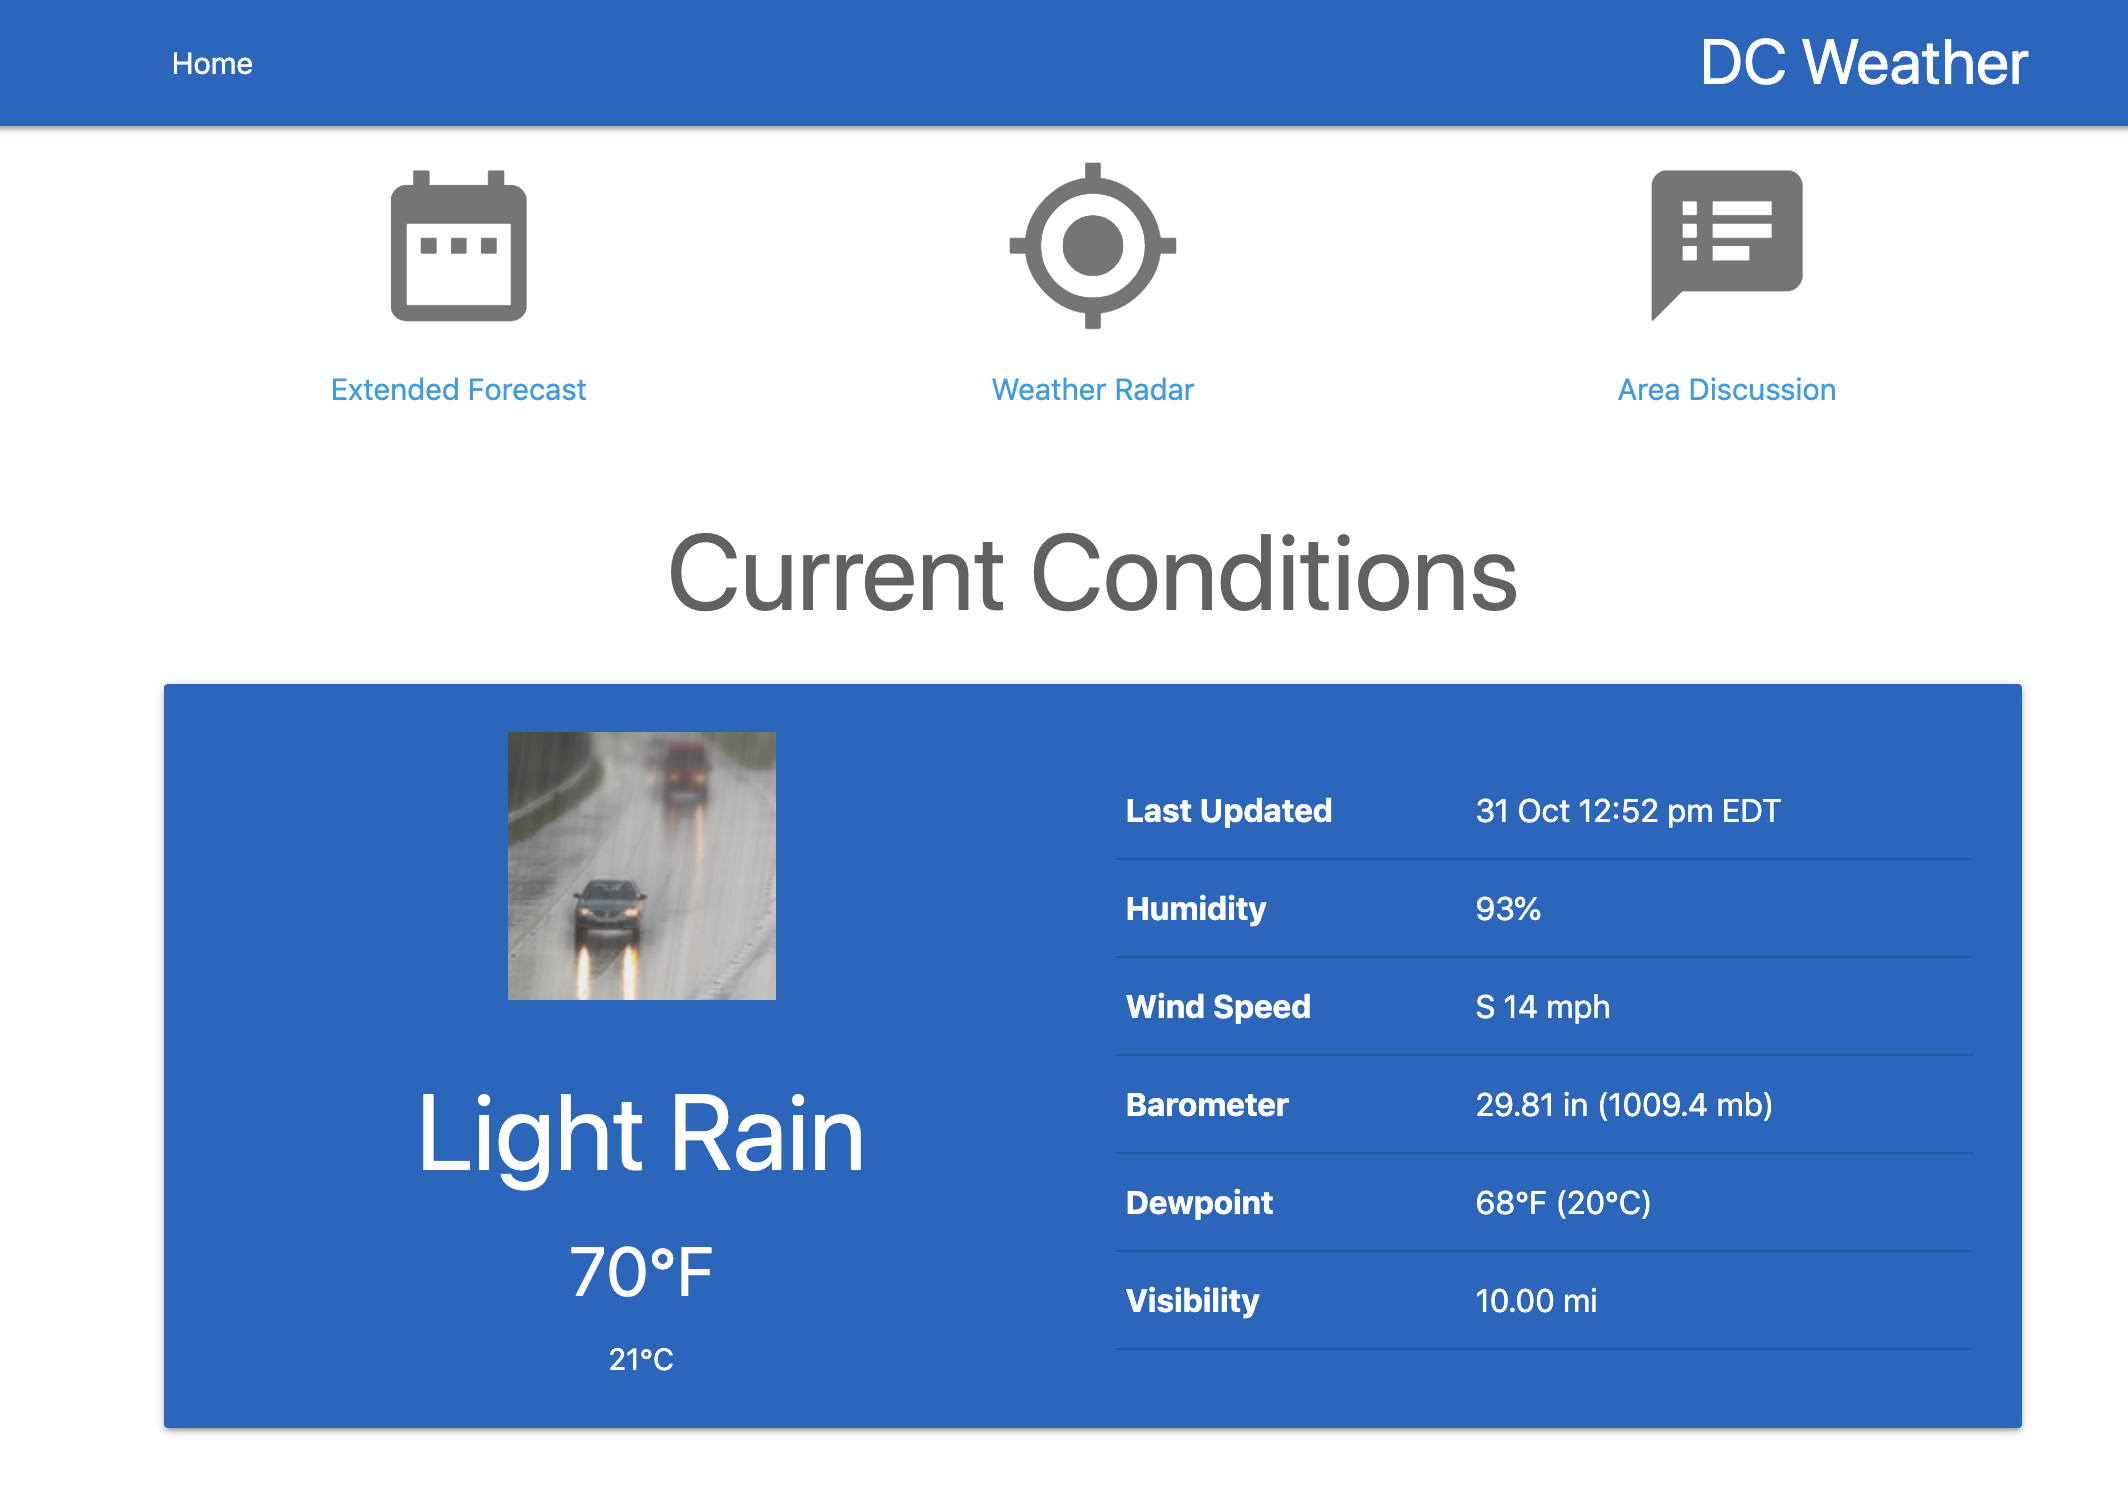 Home
DC Weather
Extended Forecast
Weather Radar
Area Discussion
Current Conditions
Light Rain
70°F
21°C
Last Updated 31 Oct 12:52 pm EDT
Humidity 93%
Wind Speed S 14 mph
Barometer 29.81 in (1009.4 mb)
Dewpoint 68°F (20°C)
Visibility 10.00 mi